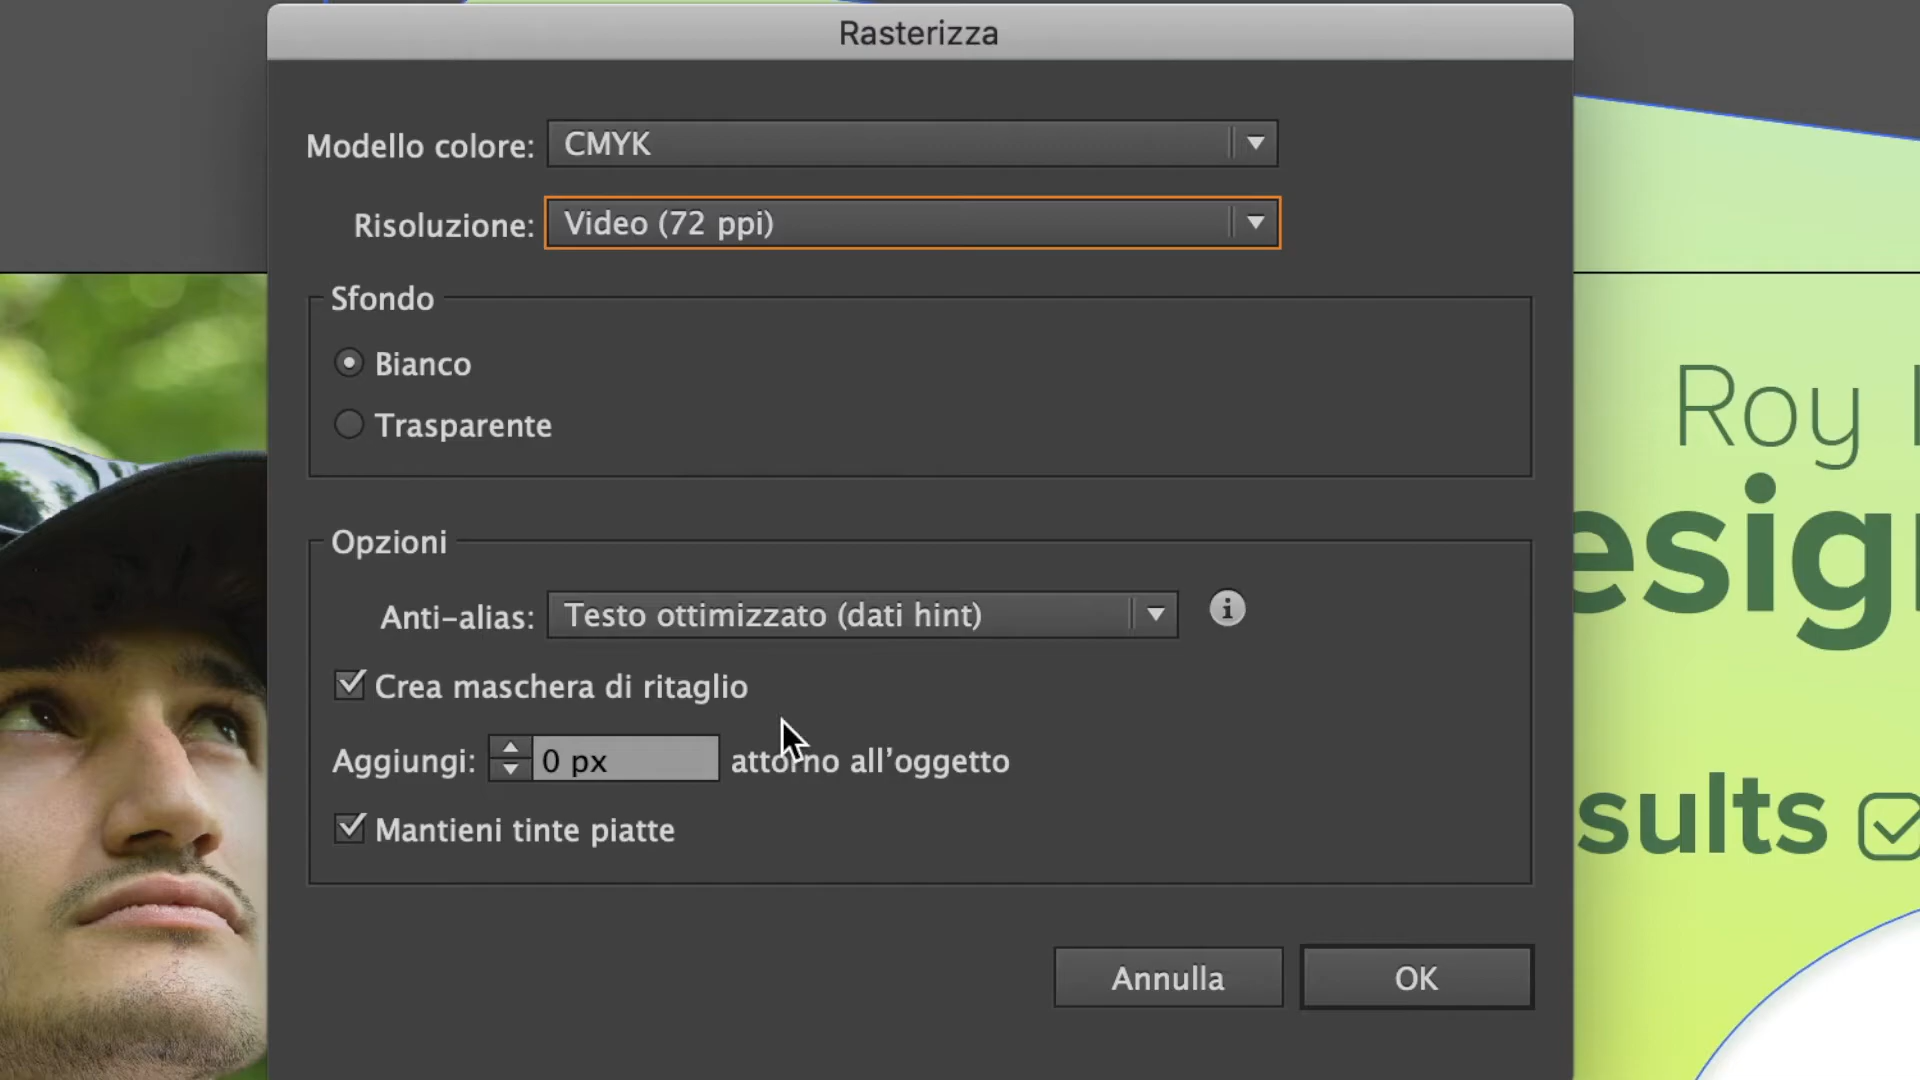 Rasterizza
Modello colore: CMYK
Risoluzione: Video (72 ppi)
Sfondo
Bianco
Trasparente
Roy
esig
Opzioni
Anti-alias: Testo ottimizzato (dati hint)
Crea maschera di ritaglio
Aggiungi: 0 px attorno all’oggetto
sults
Mantieni tinte piatte
Annulla OK